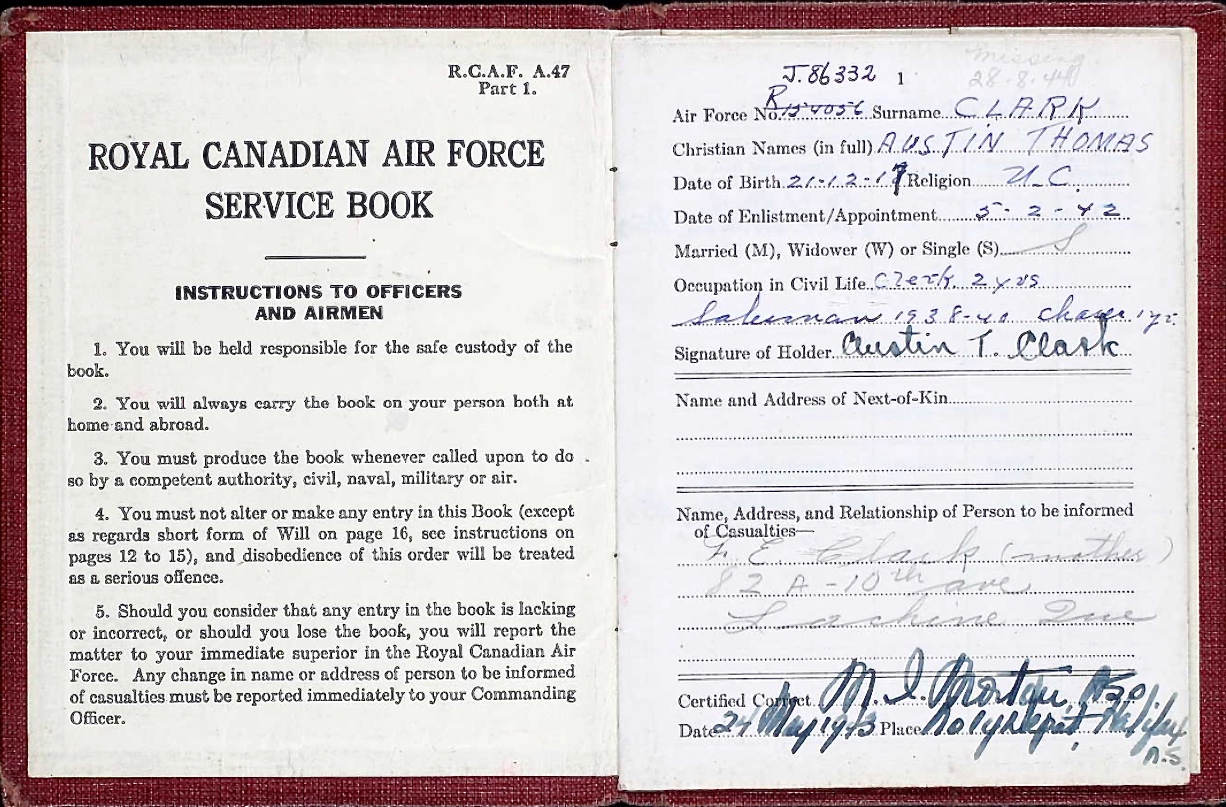 R.C.A.F. A.47
Part 1.
ROYAL CANADIAN AIR FORCE
SERVICE BOOK
INSTRUCTIONS TO OFFICERS
AND AIRMEN
1. You will be held responsible for the safe custody of the
book.
2. You will always carry the book on your person both at
home and abroad.
3. You must produce the book whenever called upon to do
so by a competent authority, civil, naval, military or air.
4. You must not alter or make any entry in this Book (except
as regards short form of Will on page 16, see instructions on
pages 12 to 15), and disobedience of this order will be treated
as a serious offence.
5. Should you consider that any entry in the book is lacking
or incorrect, or should you lose the book, you will report the
matter to your immediate superior in the Royal Canadian Air
Force. Any change in name or address of person to be informed
of casualties must be reported immediately to your Commanding
Officer.
Missing
28.8.44
J.86332 1
Air Force No. R154056 Surname CLARK
Christian Names (in full) AUSTIN THOMAS
Date of Birth 21-12-17 Religion U.C.
Date of Enlistment/Appointment 5-2-42
Married (M), Widower (W) or Single (S) S
Occupation in Civil Life Clerk 2 yrs
Salesman 1938-40 1 yr.
Signature of Holder Austin T. Clark
Name and Address of Next-of-Kin
Name, Address, and Relationship of Person to be informed
of Casualties—
F. E. Clark (mother)
82 A-10th ave
Lachine Que
Certified Correct M. I. Morton
Date 24 May 1943 Place Halifax
N.S.